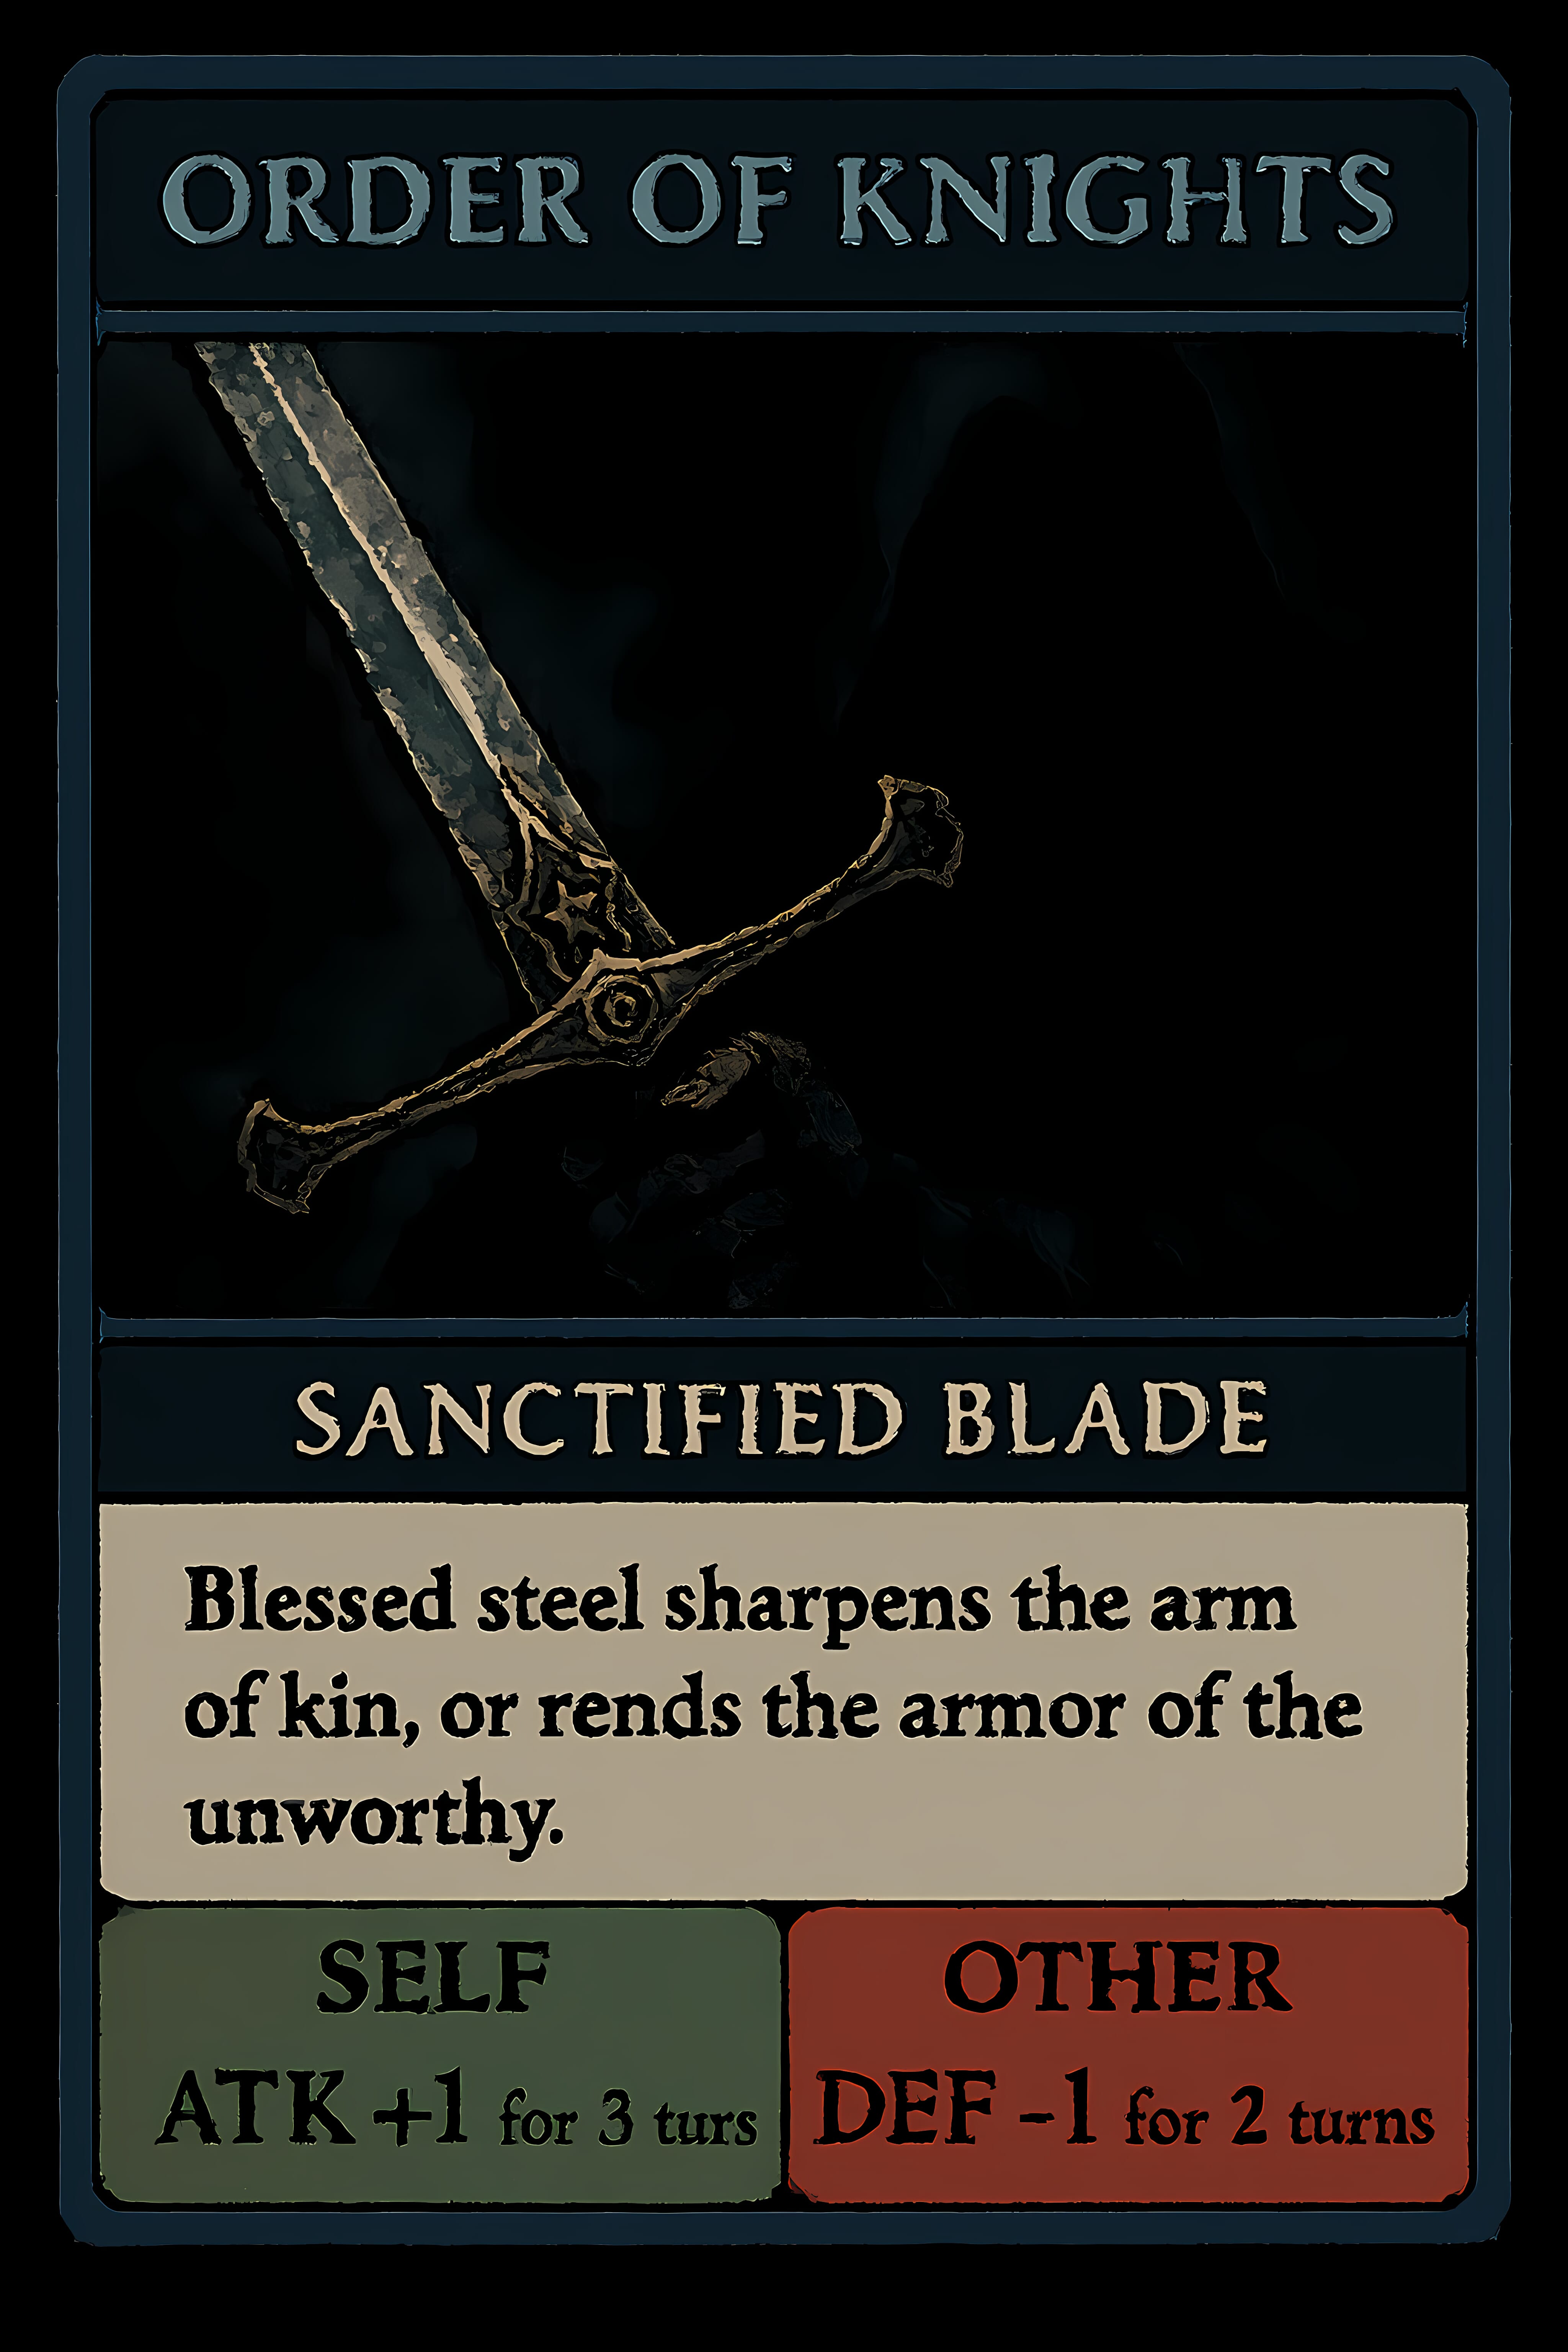 ORDER OF KNIGHTS
SANCTIFIED BLADE
Blessed steel sharpens the arm
of kin, or rends the armor of the
unworthy.
SELF
ATK +1 for 3 turs
OTHER
DEF -1 for 2 turns